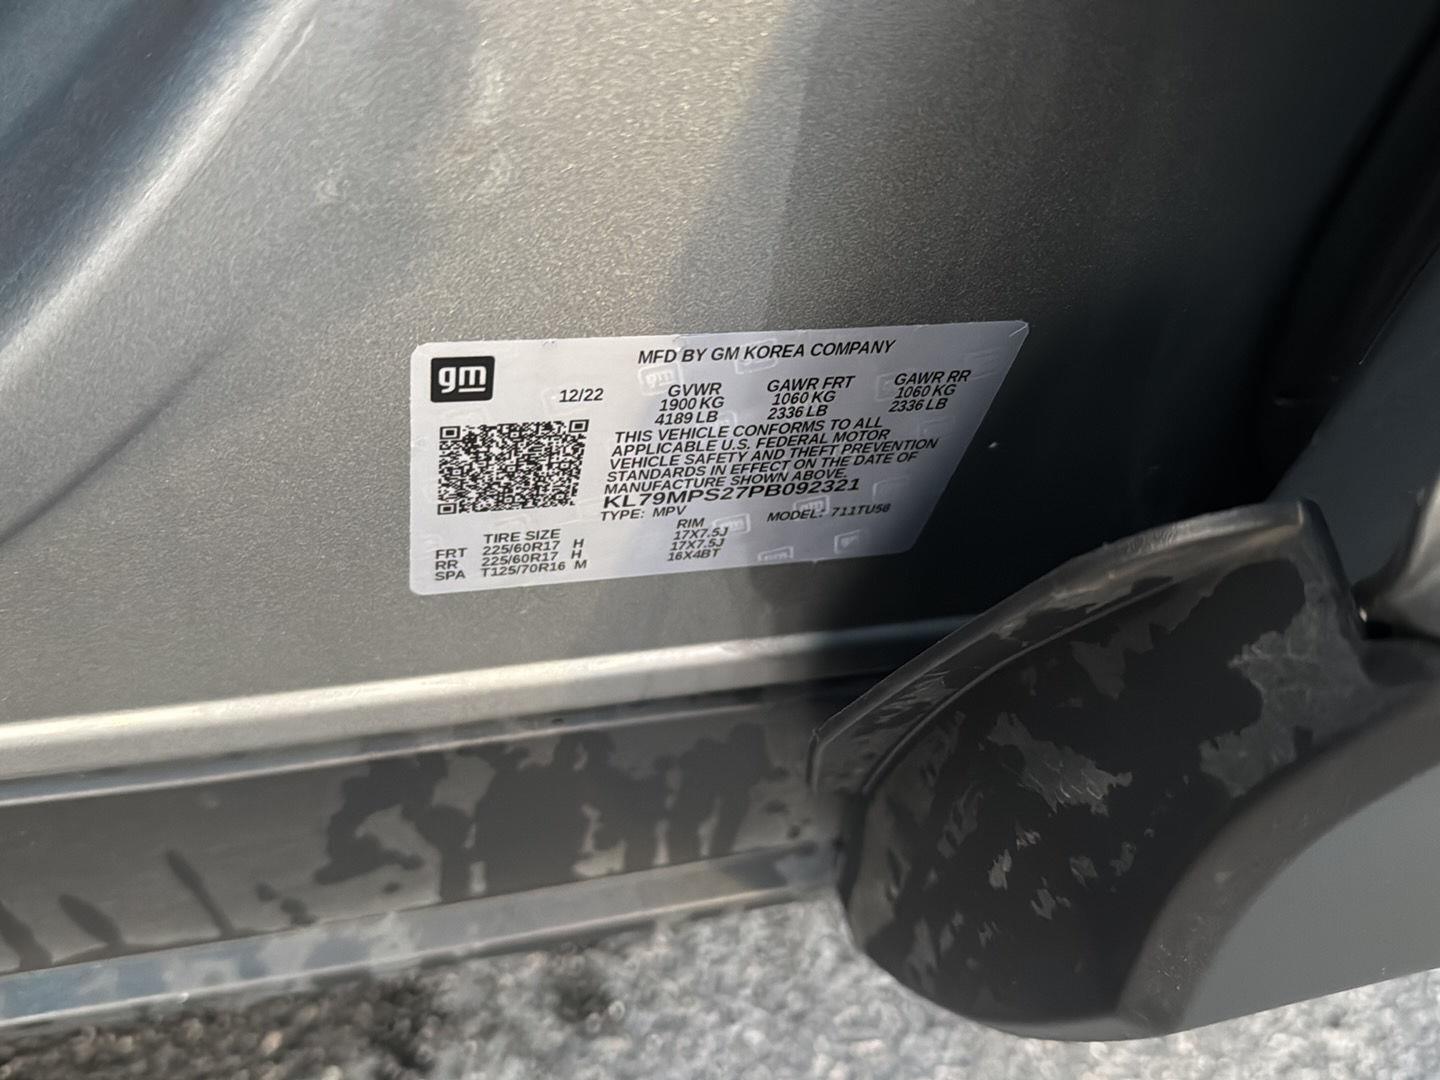 gm
MFD BY GM KOREA COMPANY
12/22 GVWR GAWR FRT GAWR RR
1900 KG 1060 KG 1060 KG
4189 LB 2336 LB 2336 LB
THIS VEHICLE CONFORMS TO ALL
APPLICABLE U.S. FEDERAL MOTOR
VEHICLE SAFETY AND THEFT PREVENTION
STANDARDS IN EFFECT ON THE DATE OF
MANUFACTURE SHOWN ABOVE.
KL79MPS27PB092321
TYPE: MPV MODEL: 711TU58
TIRE SIZE RIM
FRT 225/60R17 H 17X7.5J
RR 225/60R17 H 17X7.5J
SPA T125/70R16 M 16X4BT